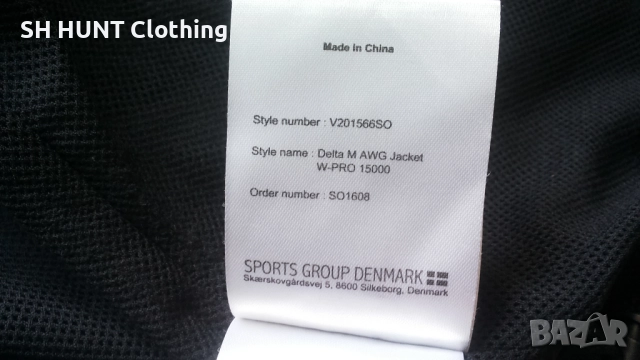 SH HUNT Clothing
Made in China
Style number : V201566SO
Style name : Delta M AWG Jacket
W-PRO 15000
Order number : SO1608
SPORTS GROUP DENMARK
Skærskovgårdsvej 5, 8600 Silkeborg, Denmark
BAZAR